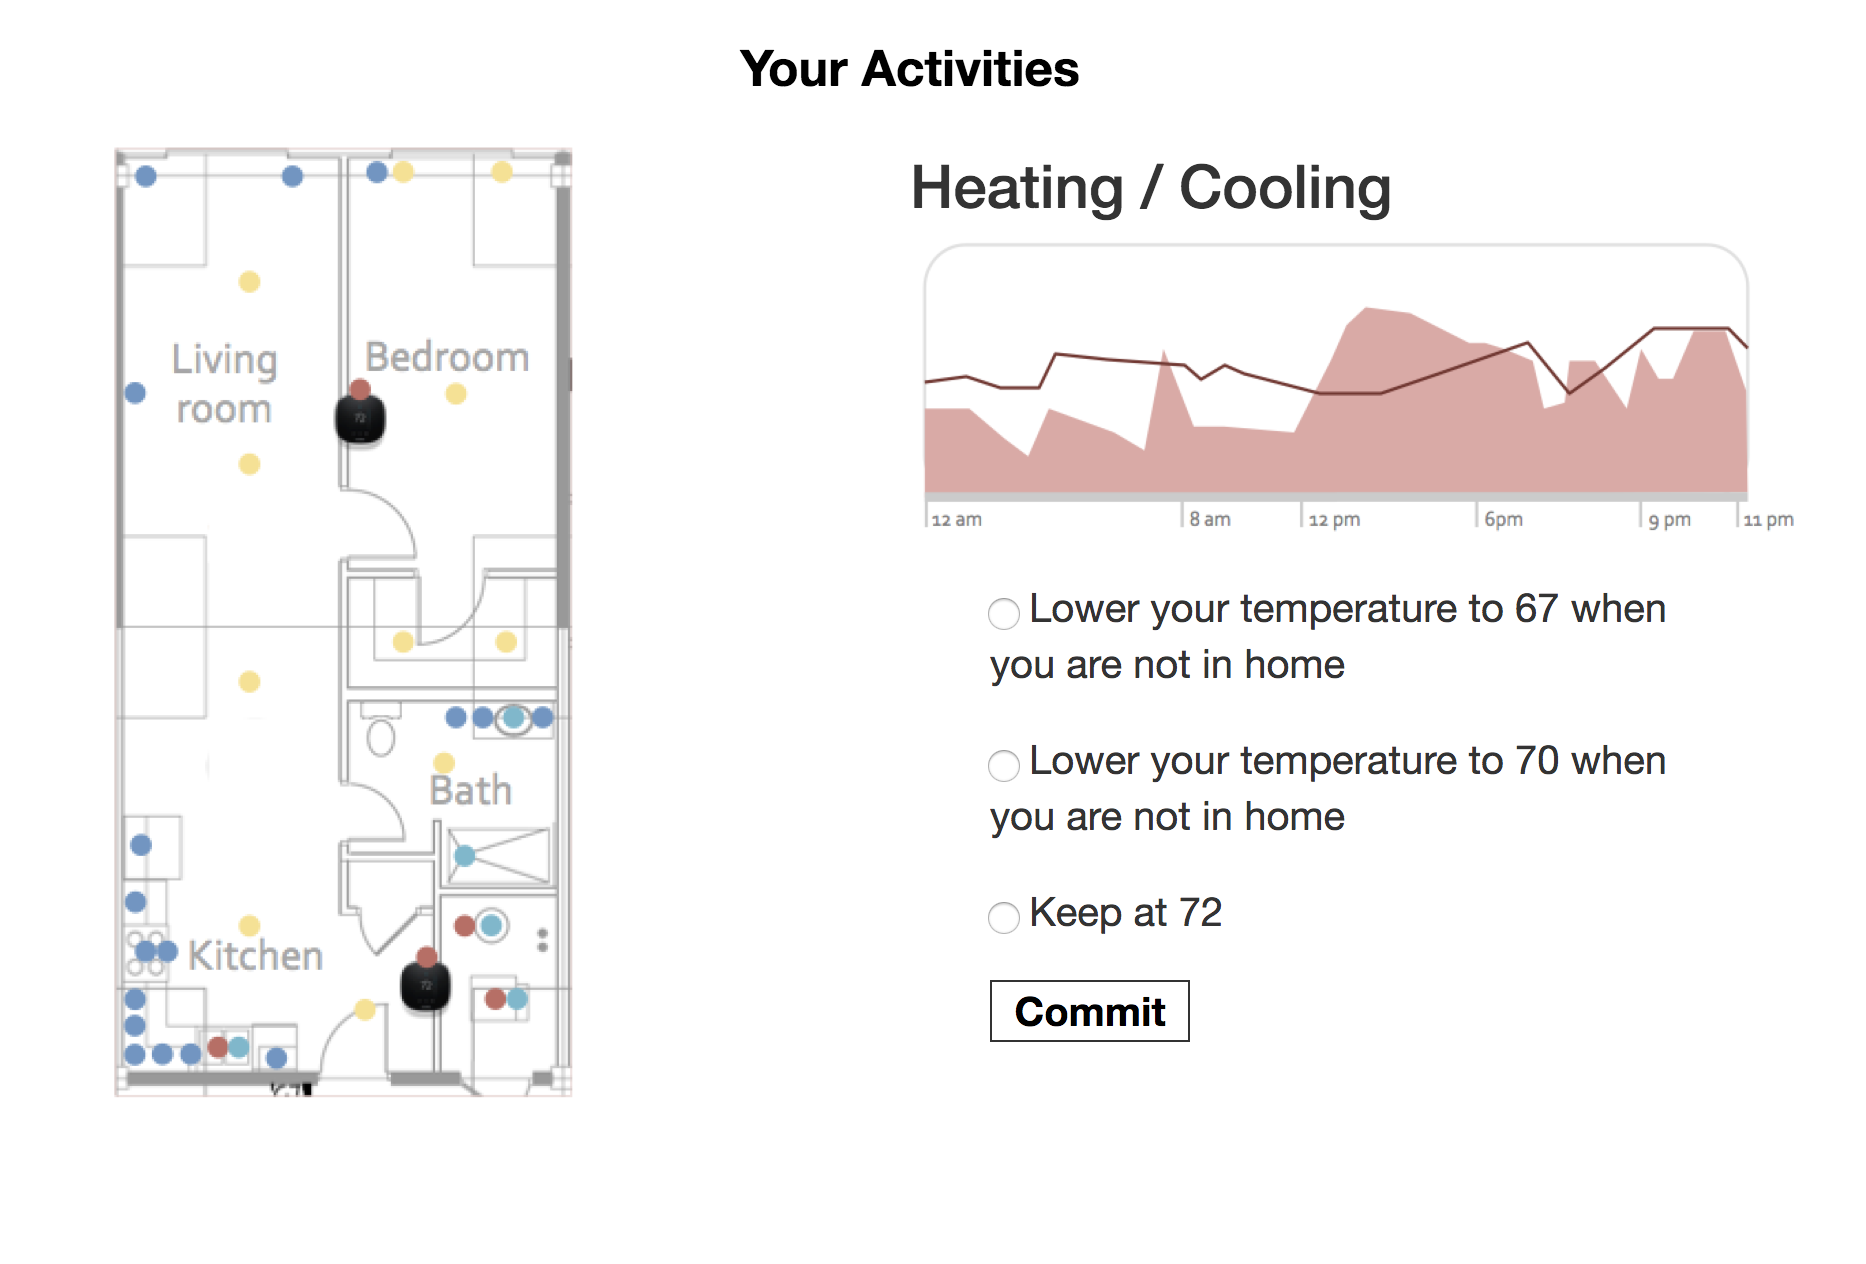 Your Activities
Living
room
Bedroom
72
Bath
Kitchen
72
Heating / Cooling
12 am
8 am
12 pm
6pm
9 pm
11 pm
Lower your temperature to 67 when
you are not in home
Lower your temperature to 70 when
you are not in home
Keep at 72
Commit